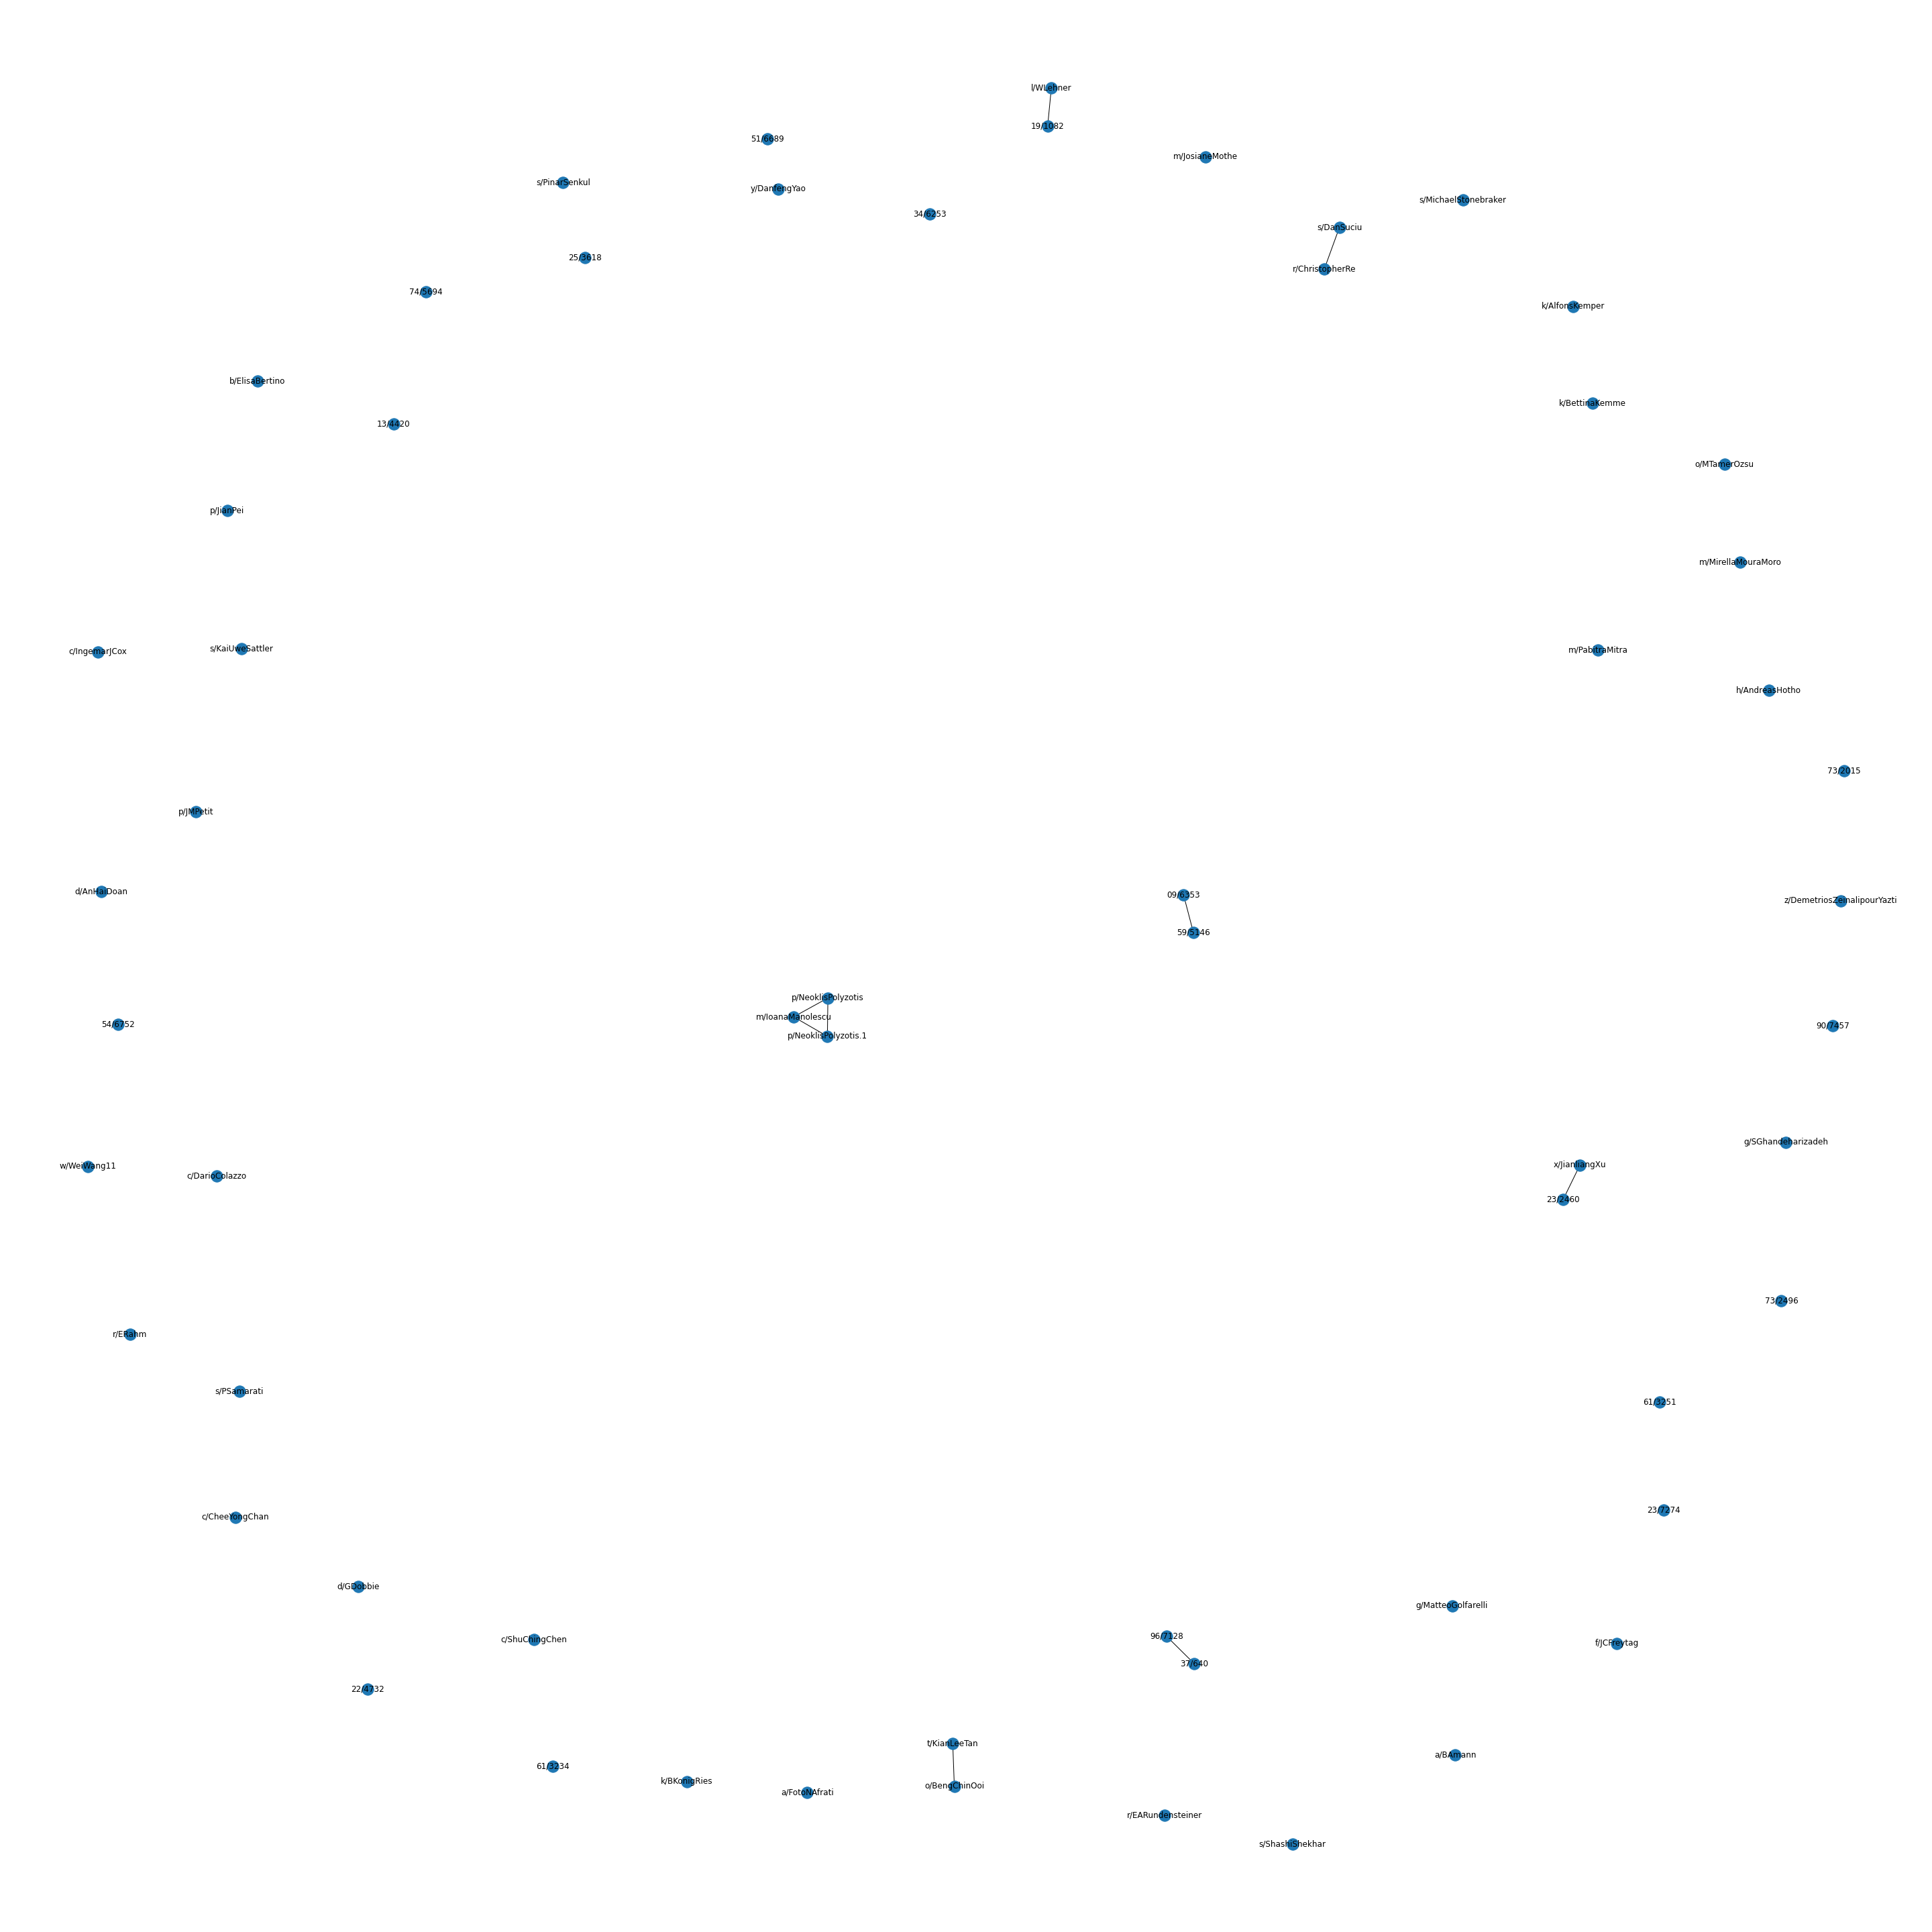 l/WLehner
19/1082
51/6689
m/JosianeMothe
s/PinarSenkul
y/DanfengYao
s/MichaelStonebraker
34/6253
s/DanSuciu
25/3618
r/ChristopherRe
74/5694
k/AlfonsKemper
b/ElisaBertino
k/BettinaKemme
13/4420
o/MTamerOzsu
p/JianPei
m/MirellaMouraMoro
c/IngemarJCox
s/KaiUweSattler
m/PabitraMitra
h/AndreasHotho
73/2015
p/JMPetit
d/AnHaiDoan
09/6353
z/DemetriosZeinalipourYazti
59/5146
p/NeoklisPolyzotis
m/IoanaManolescu
54/6752
90/7457
p/NeoklisPolyzotis.1
g/SGhandeharizadeh
w/WeiWang11
x/JianliangXu
c/DarioColazzo
23/2460
73/2496
r/ERahm
s/PSamarati
61/3251
23/7274
c/CheeYongChan
d/GDobbie
g/MatteoGolfarelli
96/7128
c/ShuChingChen
f/JCFreytag
37/640
22/4732
t/KianLeeTan
a/BAmann
61/3234
k/BKonigRies
o/BengChinOoi
a/FotoNAfrati
r/EARundensteiner
s/ShashiShekhar